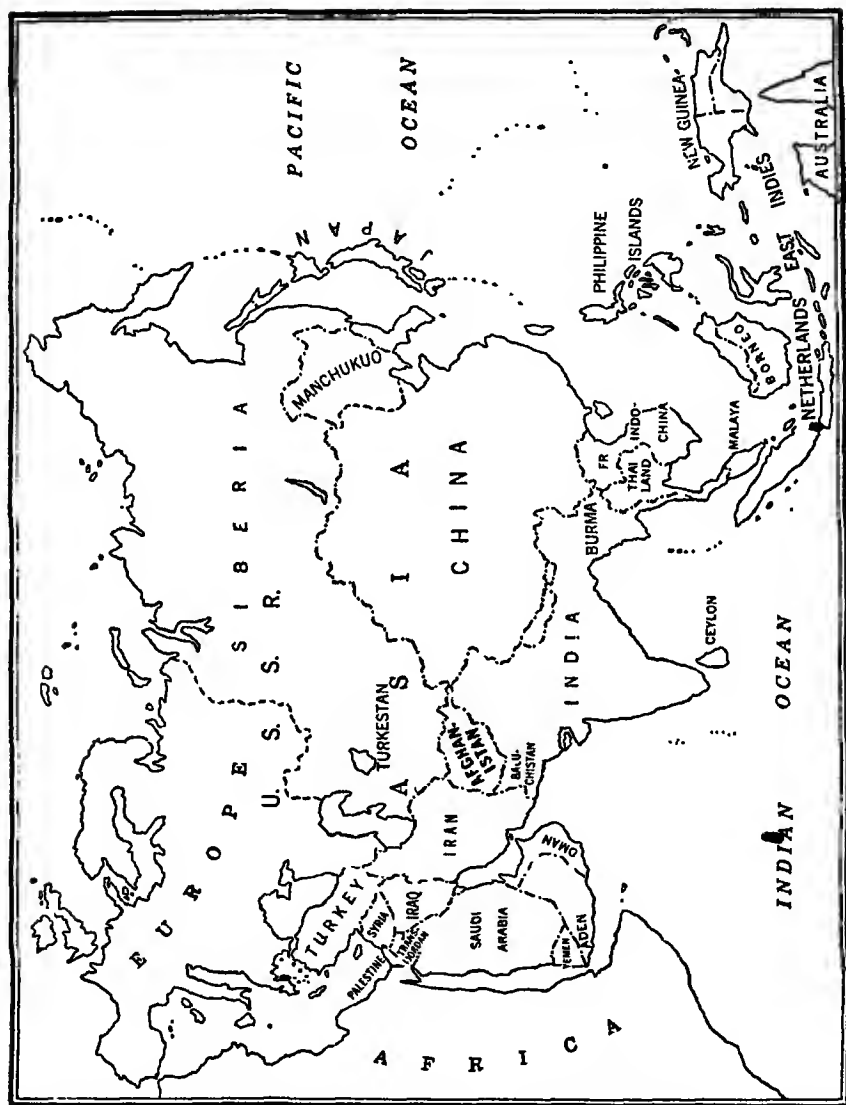 PACIFIC
OCEAN
SIBERIA
U. S. S. R.
EUROPE
ASIA
JAPAN
MANCHUKUO
CHINA
TURKESTAN
AFGHAN-
ISTAN
BALU-
CHISTAN
IRAN
TURKEY
SYRIA
IRAQ
PALESTINE
TRANS-
JORDAN
SAUDI
ARABIA
OMAN
YEMEN
ADEN
AFRICA
INDIA
BURMA
FR
INDO-
CHINA
THAI
LAND
MALAYA
CEYLON
PHILIPPINE
ISLANDS
BORNEO
NETHERLANDS
EAST
INDIES
NEW GUINEA
AUSTRALIA
INDIAN
OCEAN